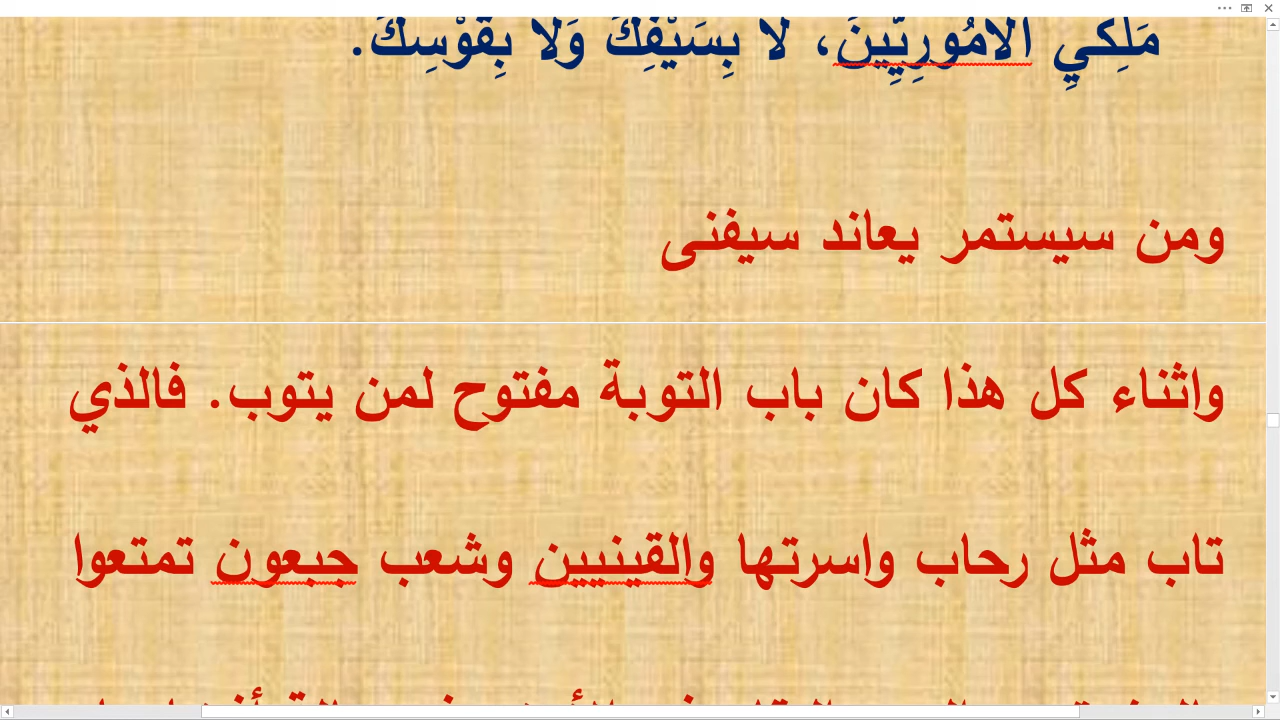 مَلِكَيِ الأَمُورِيِّينَ، لاَ بِسَيْفِكَ وَلاَ بِقَوْسِكَ.
ومن سيستمر يعاند سيفنى
واثناء كل هذا كان باب التوبة مفتوح لمن يتوب. فالذي
تاب مثل رحاب واسرتها والقينيين وشعب جبعون تمتعوا